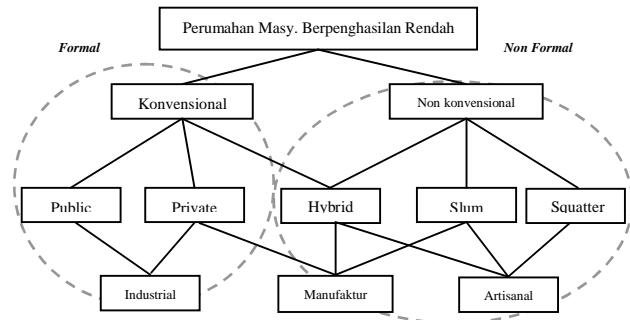 Perumahan Masy. Berpenghasilan Rendah
Formal
Non Formal
Konvensional
Non konvensional
Public
Private
Hybrid
Slum
Squatter
Industrial
Manufaktur
Artisanal